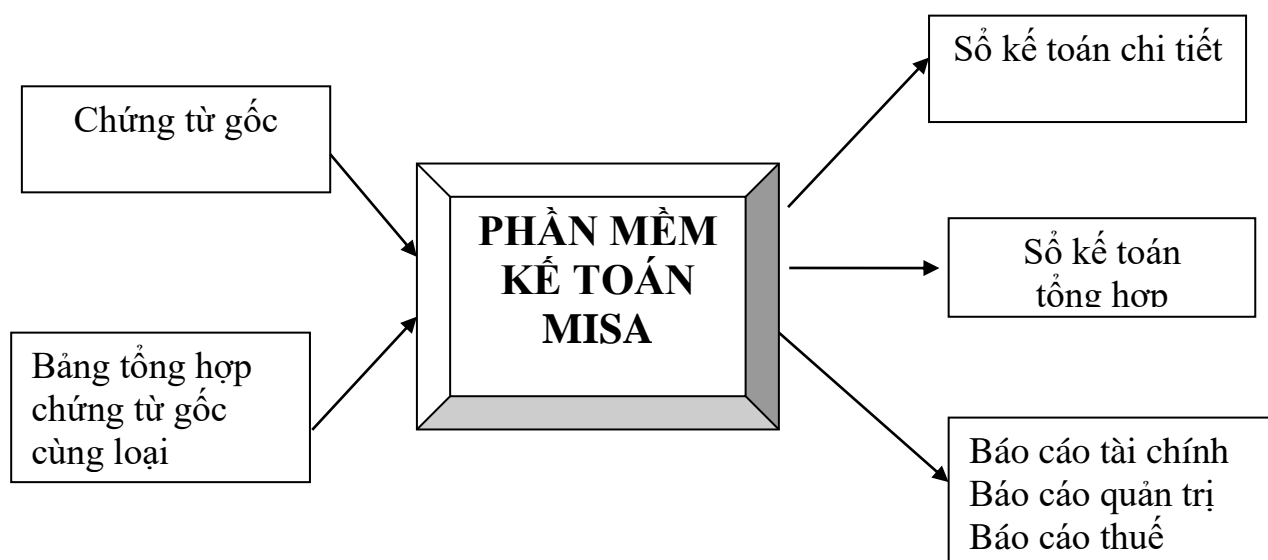 Chứng từ gốc
Bảng tổng hợp
chứng từ gốc
cùng loại
PHẦN MỀM
KẾ TOÁN
MISA
Sổ kế toán chi tiết
Sổ kế toán
tổng hợp
Báo cáo tài chính
Báo cáo quản trị
Báo cáo thuế